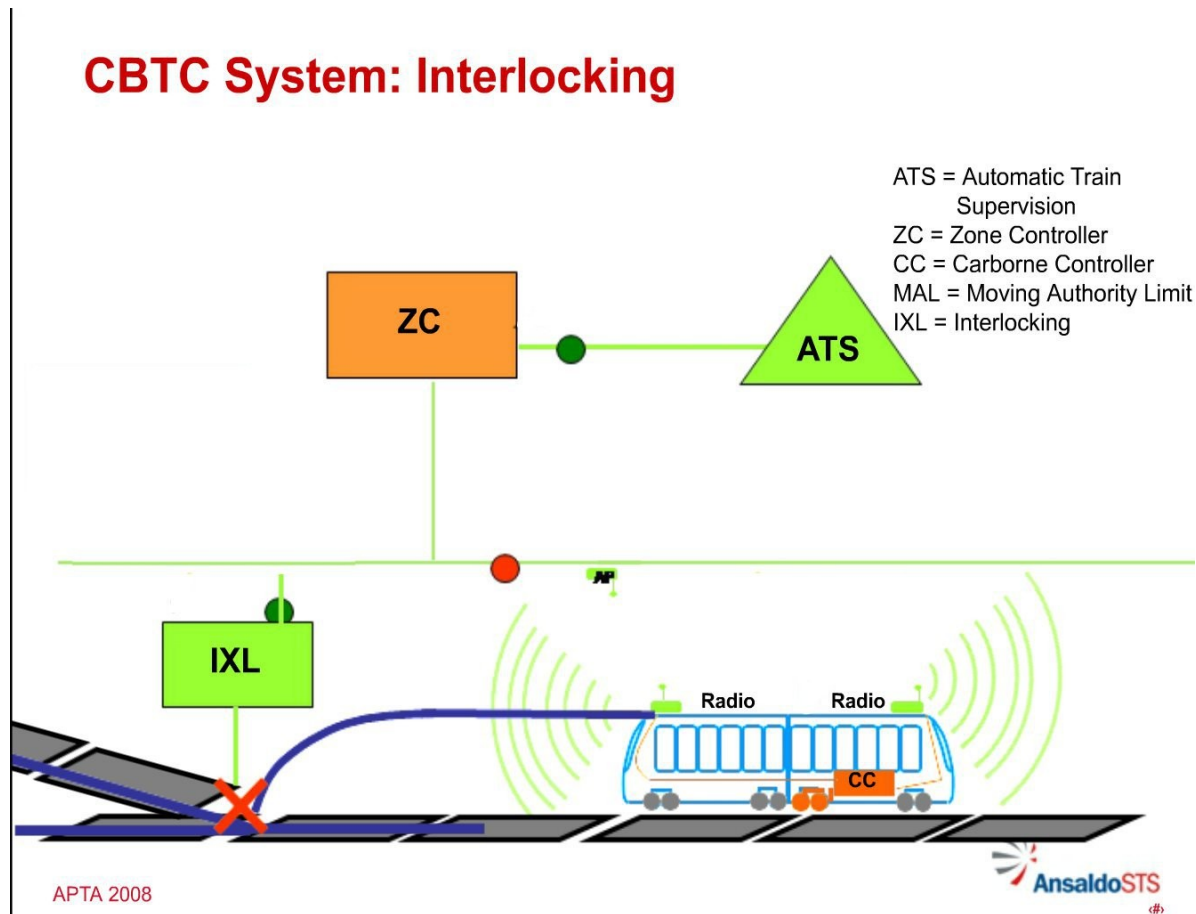 CBTC System: Interlocking
ATS = Automatic Train
Supervision
ZC = Zone Controller
CC = Carborne Controller
MAL = Moving Authority Limit
IXL = Interlocking
ZC
ATS
AP
IXL
Radio
Radio
CC
APTA 2008
AnsaldoSTS
‹#›